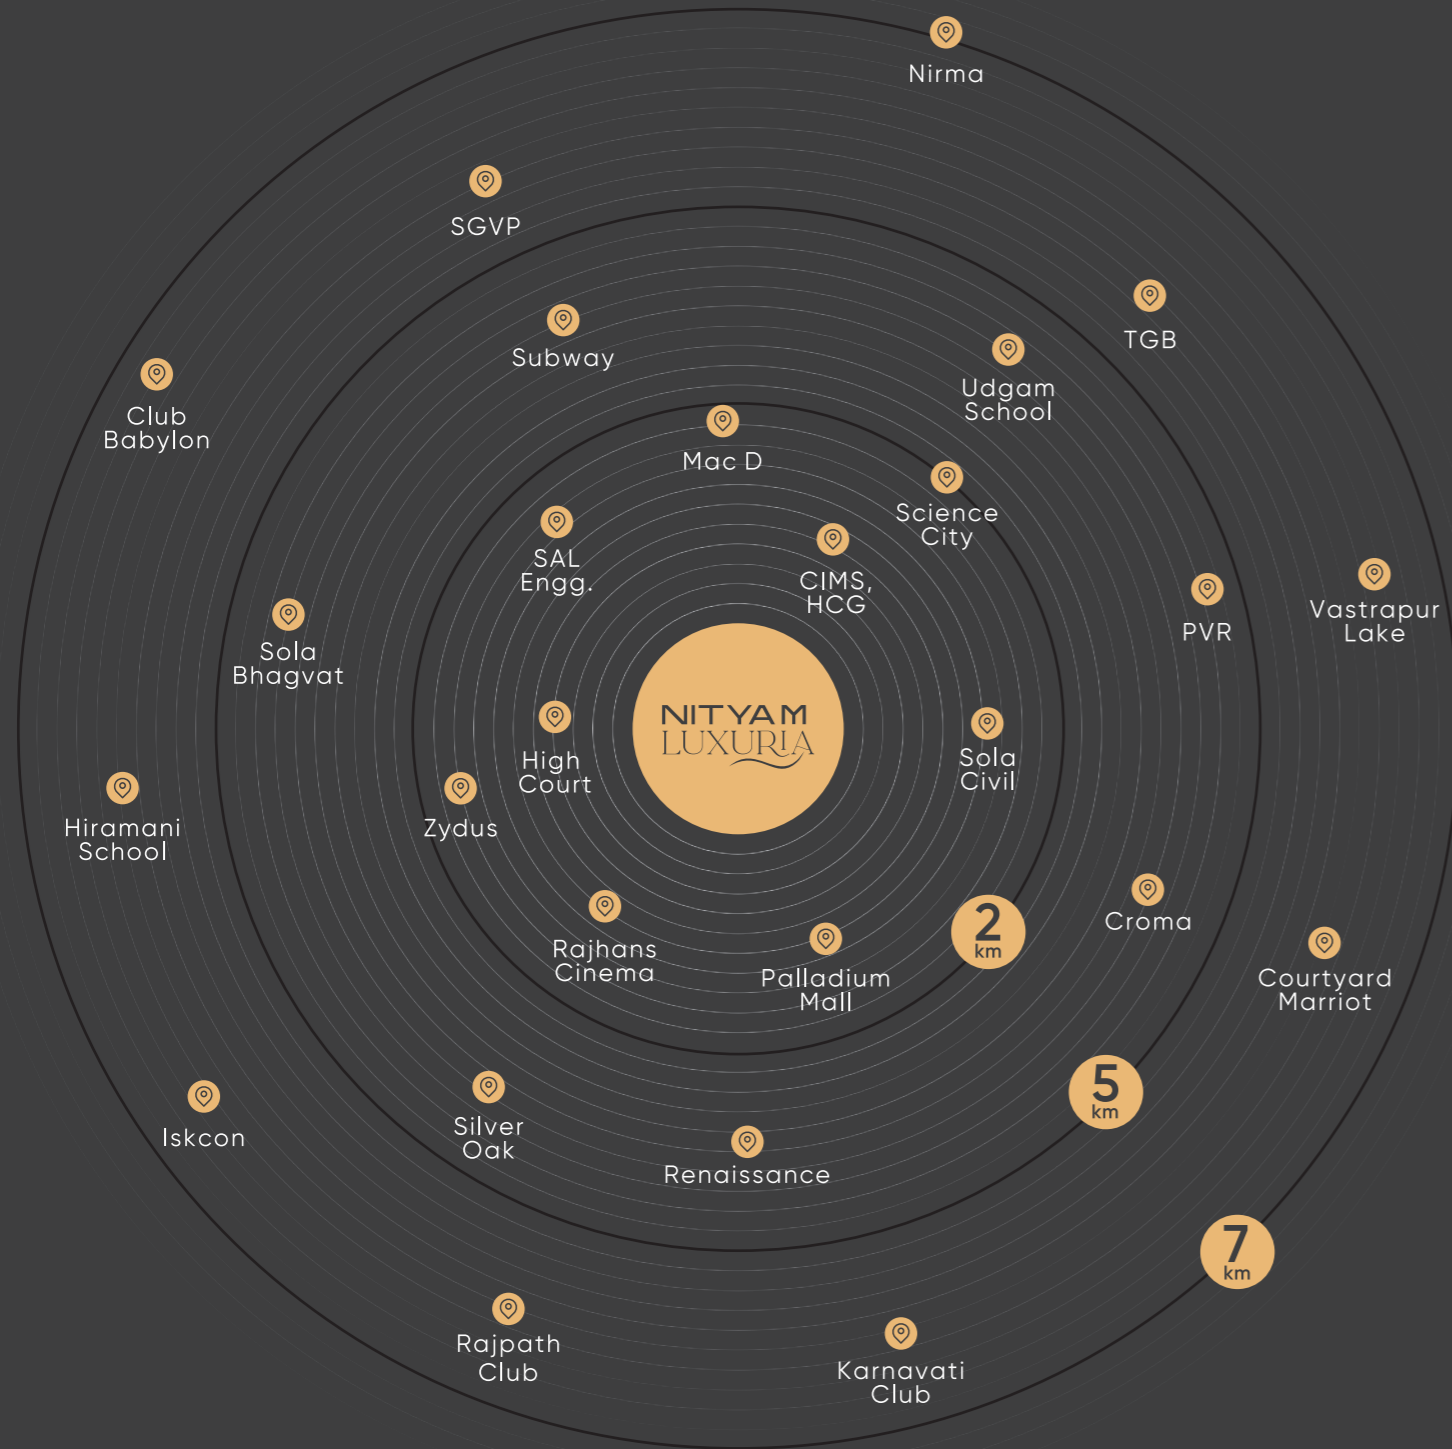 Nirma
SGVP
TGB
Subway
Udgam
School
Club
Babylon
Mac D
Science
City
SAL
Engg.
CIMS,
HCG
Vastrapur
Lake
PVR
Sola
Bhagvat
NITYAM
LUXURIA
High
Court
Sola
Civil
Zydus
Hiramani
School
2
km
Croma
Rajhans
Cinema
Palladium
Mall
Courtyard
Marriot
5
km
Iskcon
Silver
Oak
Renaissance
7
km
Rajpath
Club
Karnavati
Club